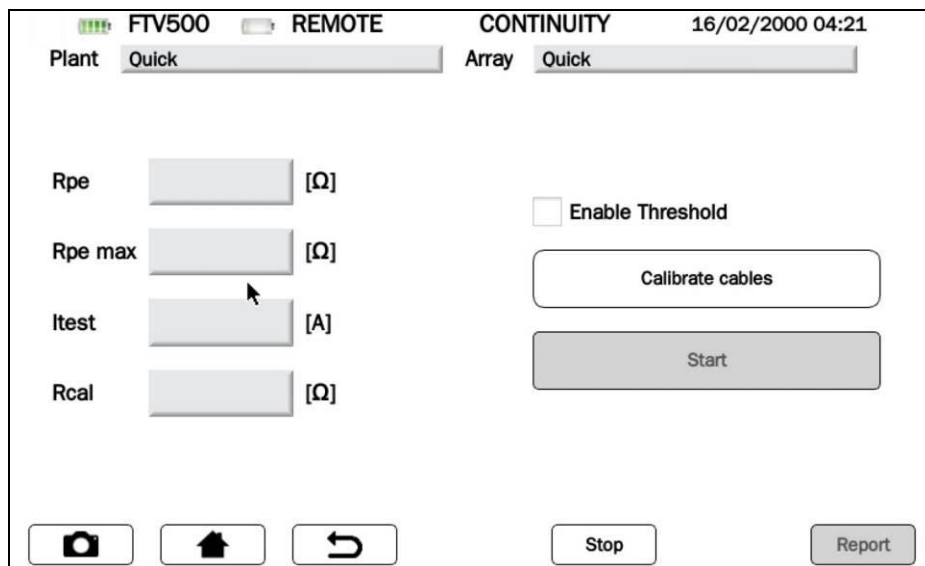 FTV500 REMOTE CONTINUITY 16/02/2000 04:21
Plant Quick Array Quick
Rpe [Ω]
Enable Threshold
Rpe max [Ω]
Calibrate cables
Itest [A]
Start
Rcal [Ω]
Stop Report